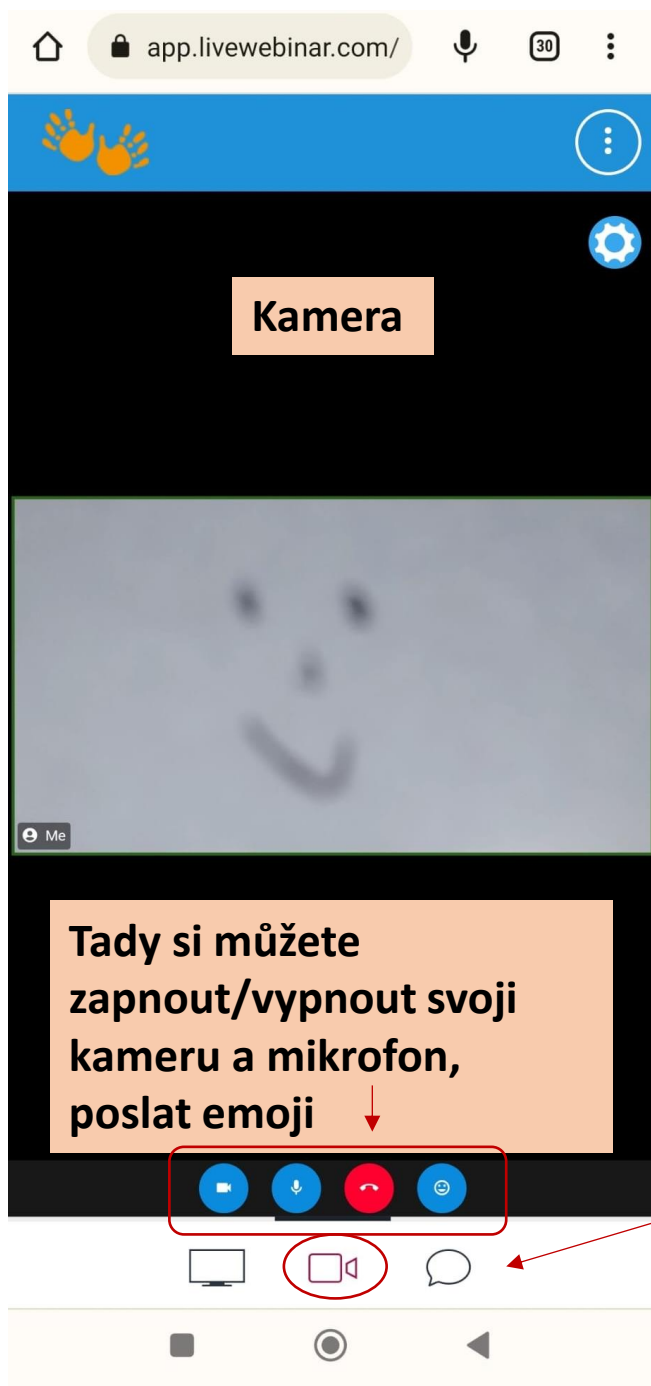 app.livewebinar.com/
30
Kamera
Me
Tady si můžete
zapnout/vypnout svoji
kameru a mikrofon,
poslat emoji